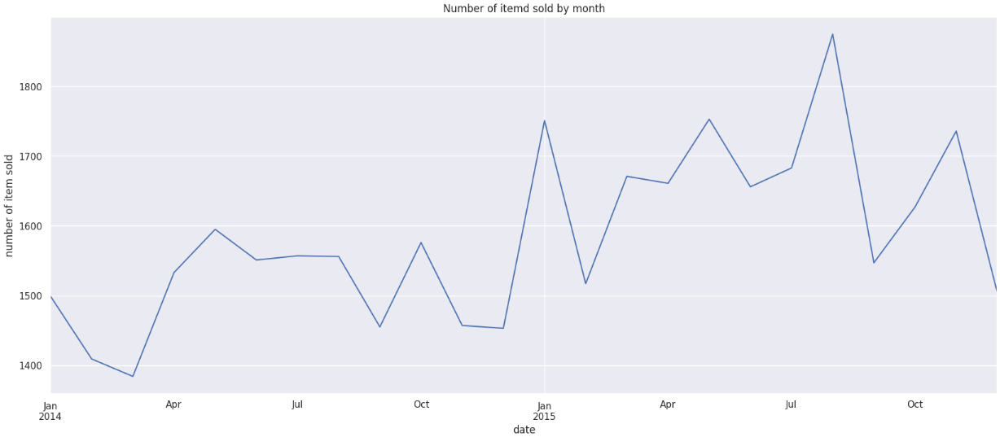 Number of itemd sold by month
number of item sold
1800
1700
1600
1500
1400
Jan
2014
Apr
Jul
Oct
Jan
2015
Apr
Jul
Oct
date